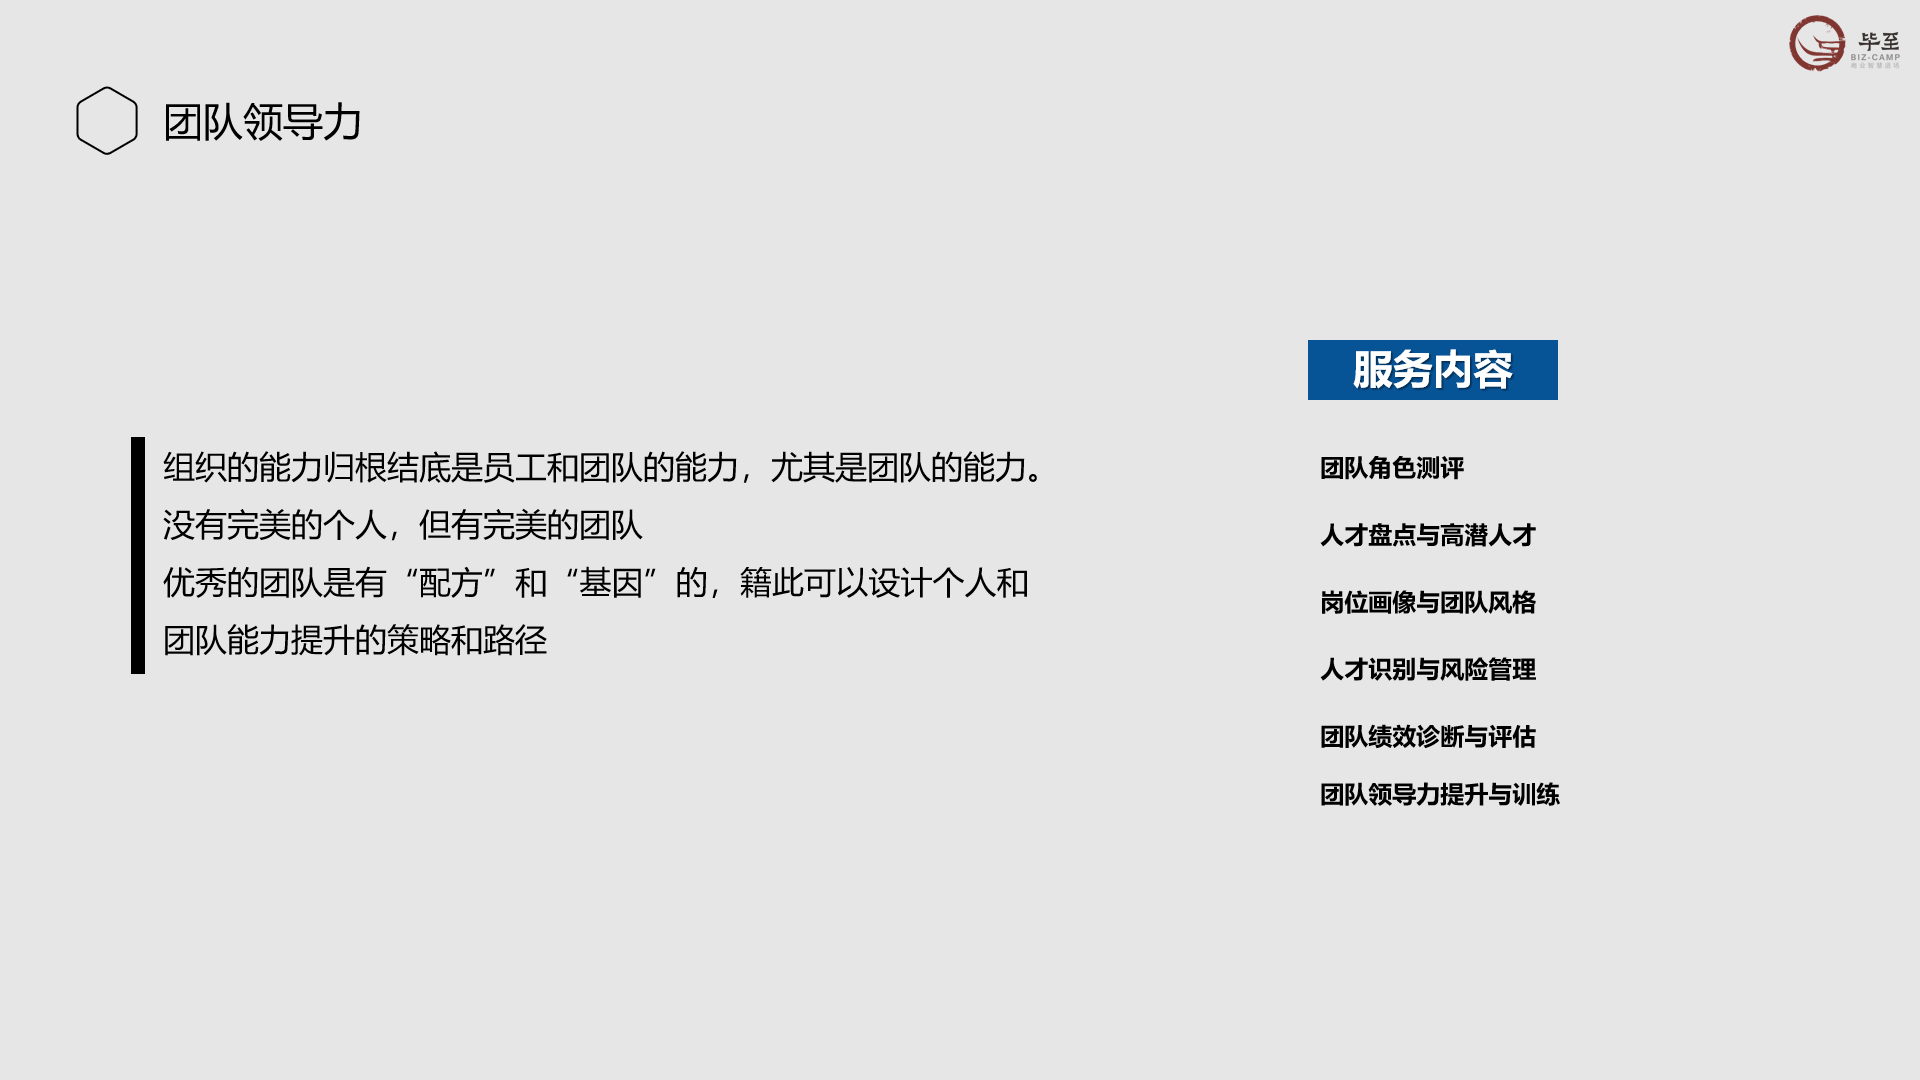 毕至
BIZ-CAMP
团队领导力
组织的能力归根结底是员工和团队的能力，尤其是团队的能力。
没有完美的个人，但有完美的团队
优秀的团队是有“配方”和“基因”的，籍此可以设计个人和
团队能力提升的策略和路径
服务内容
团队角色测评
人才盘点与高潜人才
岗位画像与团队风格
人才识别与风险管理
团队绩效诊断与评估
团队领导力提升与训练